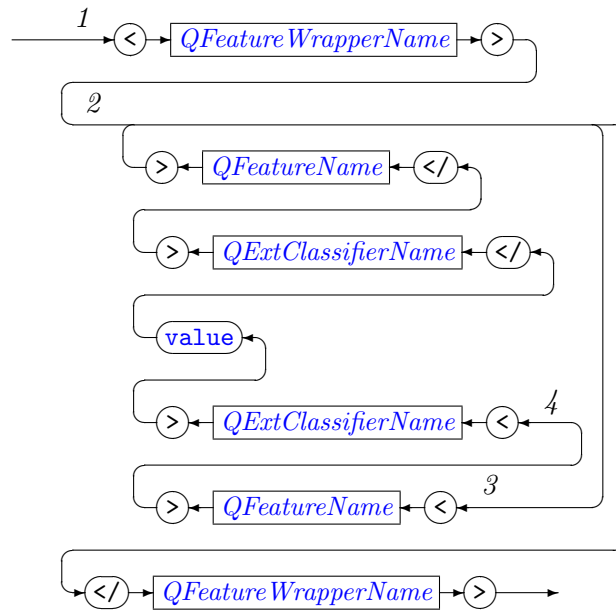 1
< QFeatureWrapperName >
2
> QFeatureName </
> QExtClassifierName </
value
4
> QExtClassifierName <
3
> QFeatureName <
</ QFeatureWrapperName >